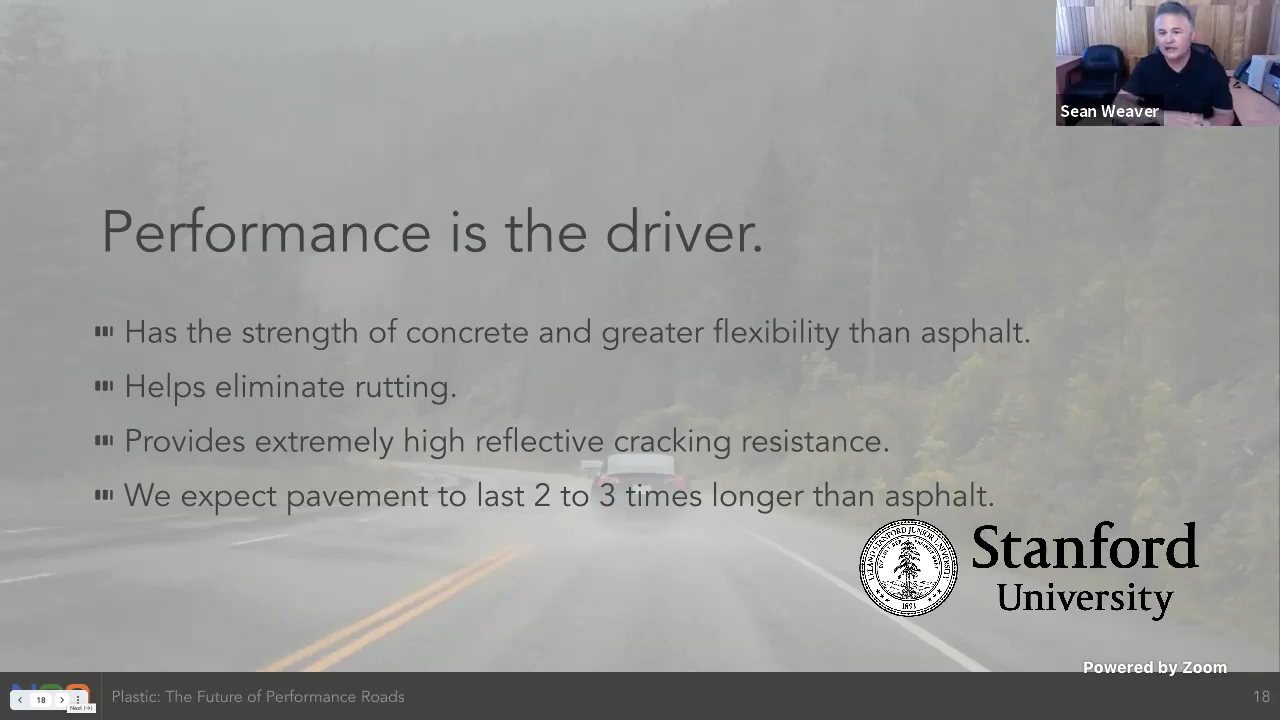 Sean Weaver
Performance is the driver.
Has the strength of concrete and greater flexibility than asphalt.
Helps eliminate rutting.
Provides extremely high reflective cracking resistance.
We expect pavement to last 2 to 3 times longer than asphalt.
Stanford
University
1891
Powered by Zoom
18
Next (→)
Plastic: The Future of Performance Roads
18